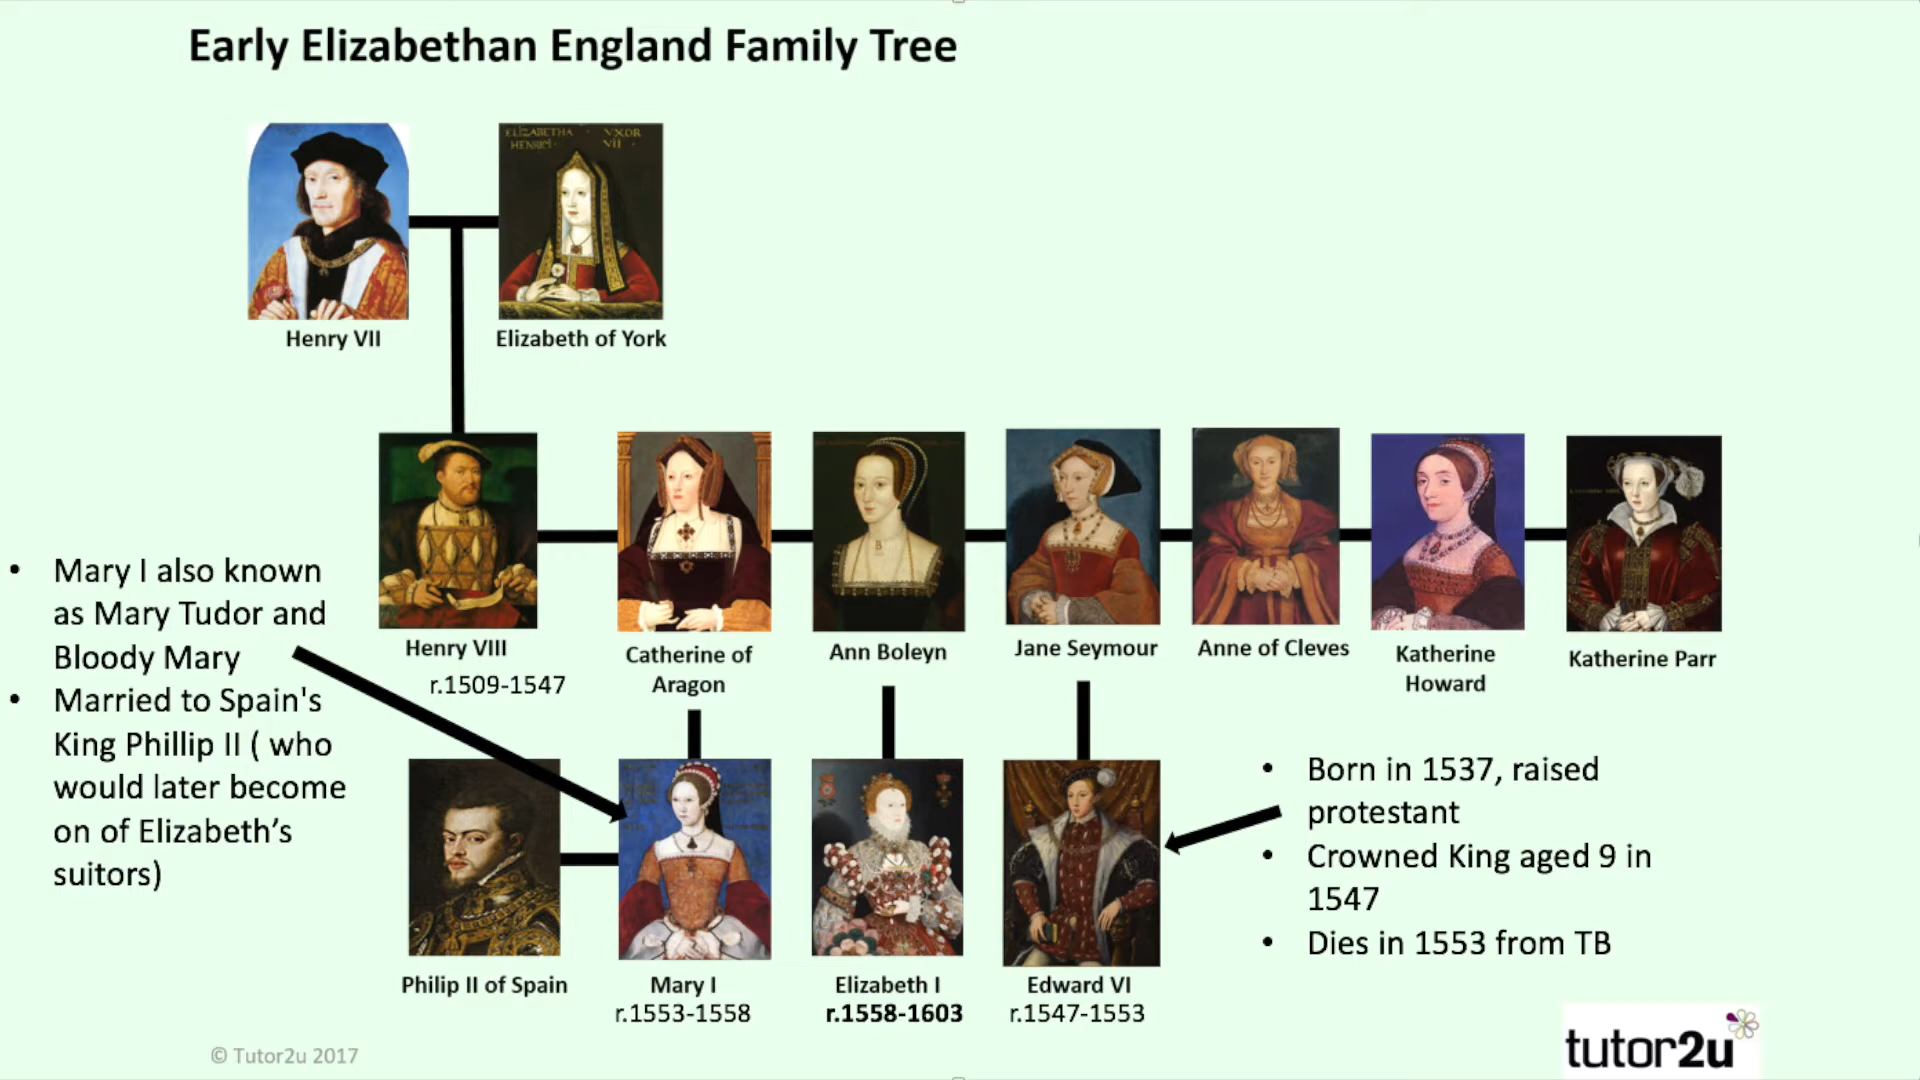 Early Elizabethan England Family Tree
ELIZABETHA VXOR
HENRICI VII
Henry VII
Elizabeth of York
Henry VIII
r.1509-1547
Catherine of
Aragon
Ann Boleyn
Jane Seymour
Anne of Cleves
Katherine
Howard
Katherine Parr
• Mary I also known
as Mary Tudor and
Bloody Mary
• Married to Spain's
King Phillip II ( who
would later become
on of Elizabeth’s
suitors)
• Born in 1537, raised
protestant
• Crowned King aged 9 in
1547
• Dies in 1553 from TB
Philip II of Spain
Mary I
r.1553-1558
Elizabeth I
r.1558-1603
Edward VI
r.1547-1553
© Tutor2u 2017
tutor2u